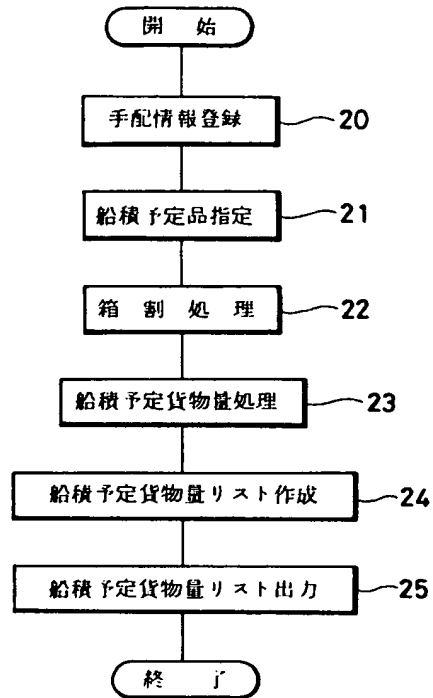 開始
手配情報登録 20
船積予定品指定 21
箱割処理 22
船積予定貨物量処理 23
船積予定貨物量リスト作成 24
船積予定貨物量リスト出力 25
終了